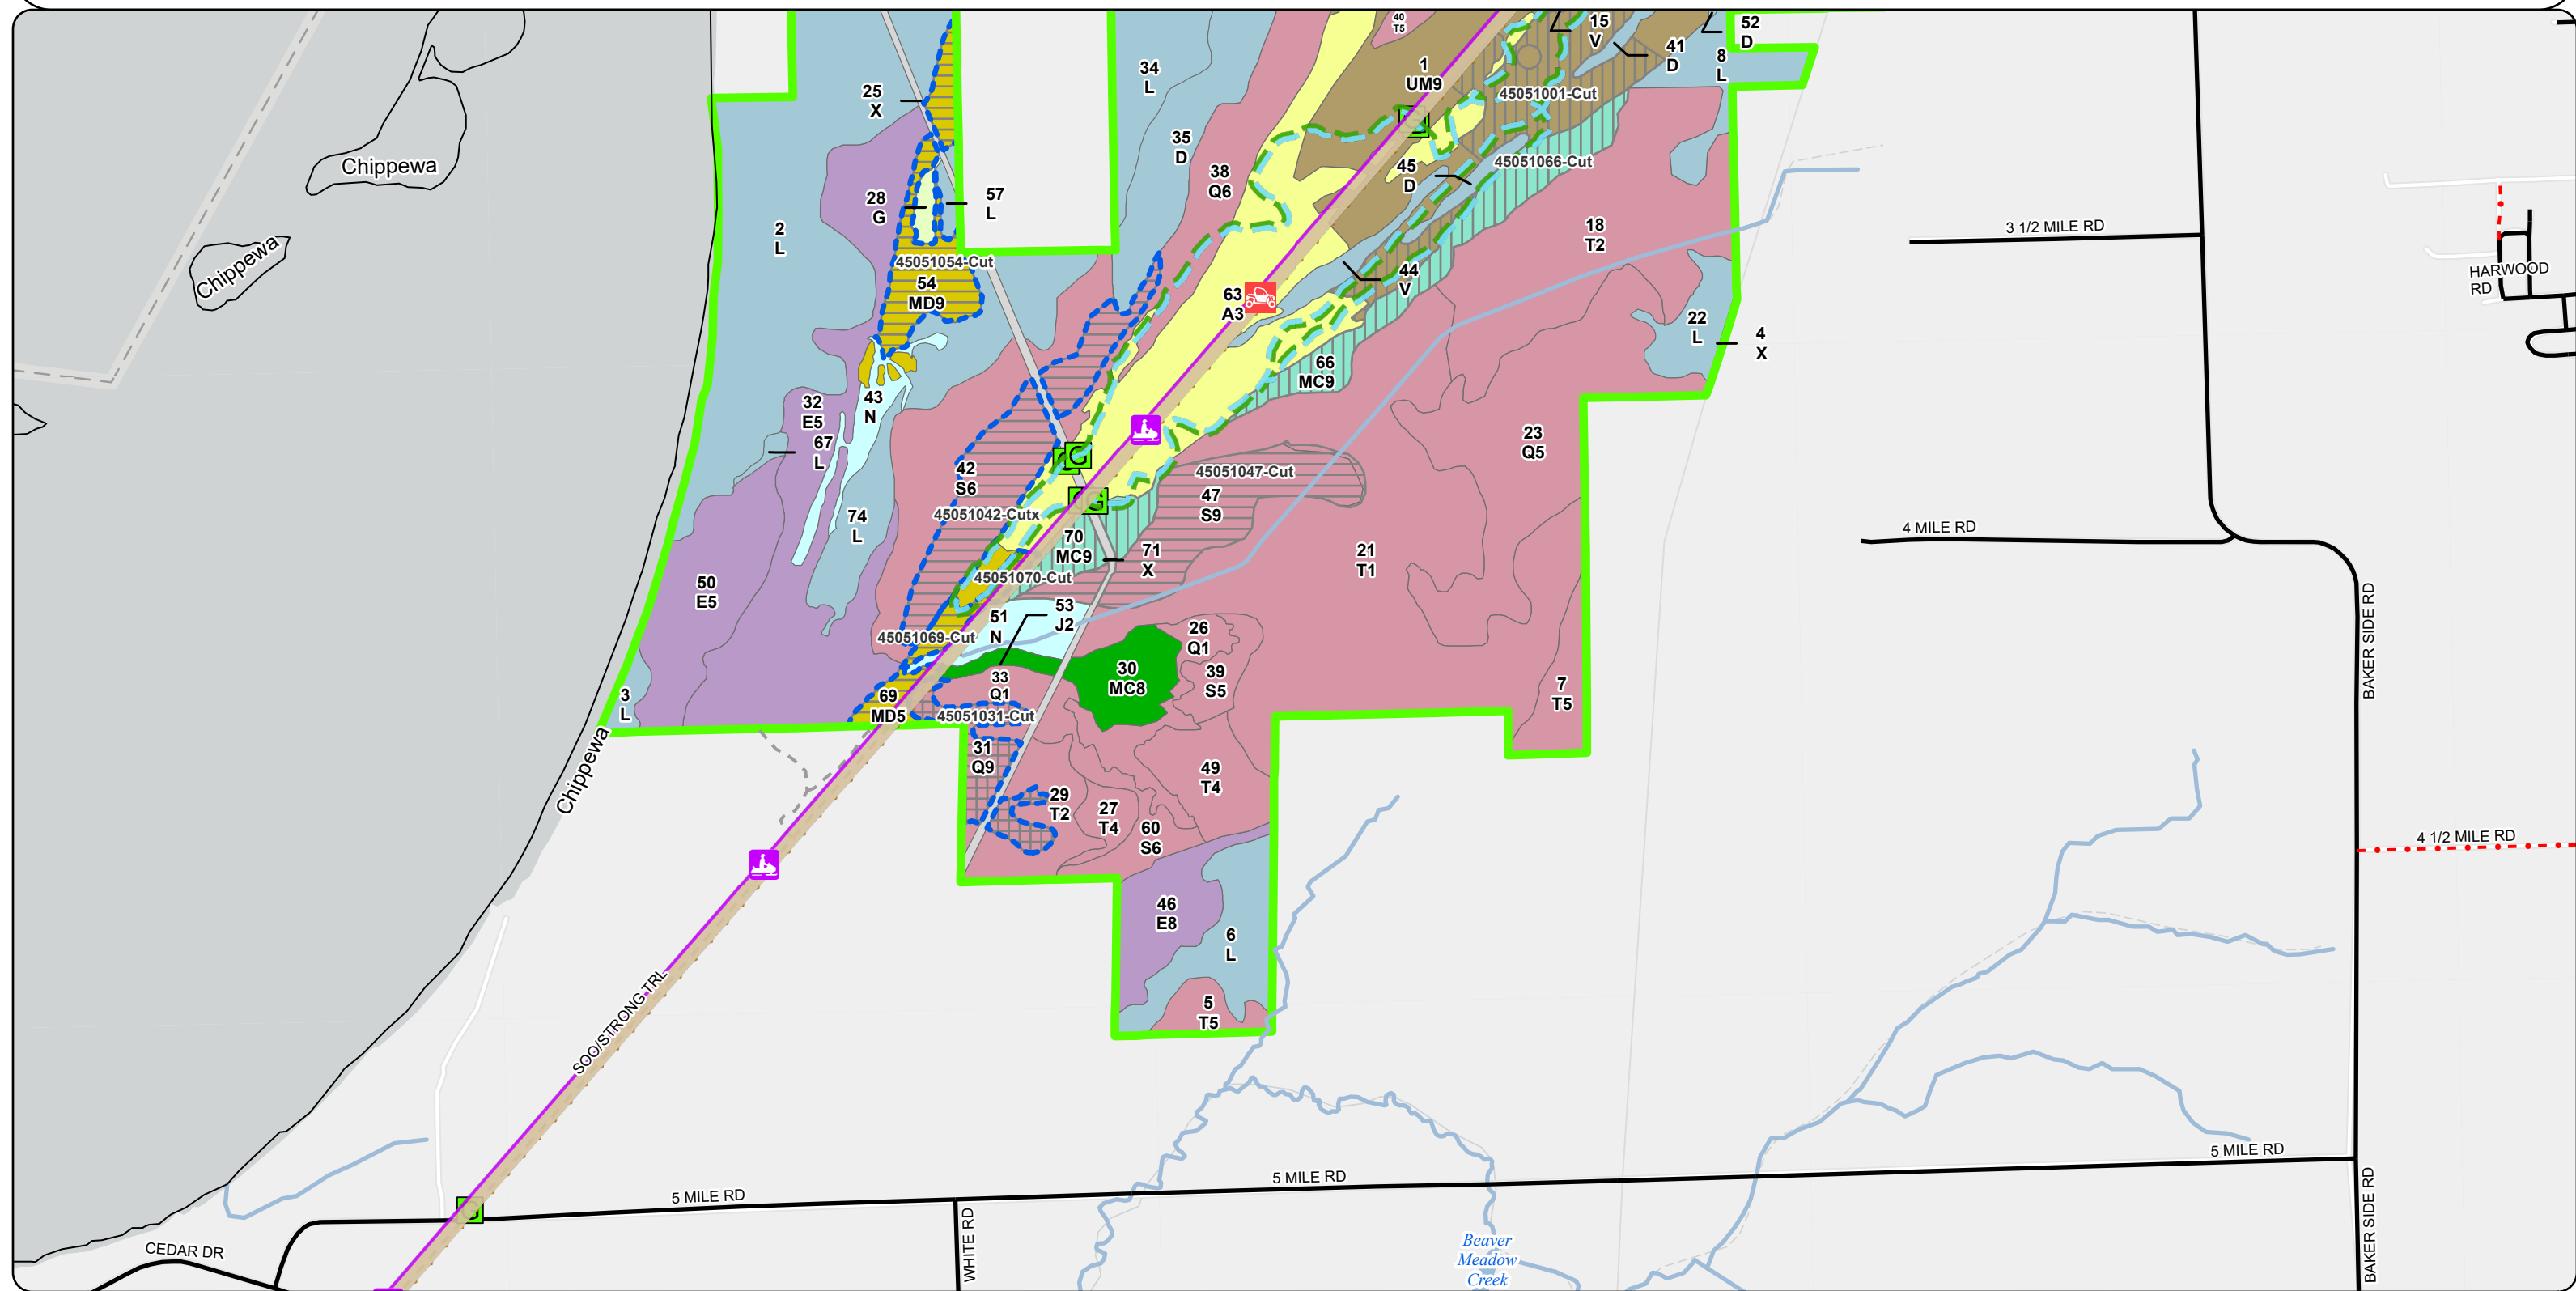 40
T5
15
V
52
D
41
D
8
L
1
UM9
34
L
25
X
45051001-Cut
35
D
45051066-Cut
Chippewa
45
D
38
Q6
28
G
57
L
2
L
18
T2
3 1/2 MILE RD
Chippewa
45051054-Cut
54
MD9
44
V
HARWOOD
RD
63
A3
22
L
4
X
66
MC9
43
N
32
E5
67
L
23
Q5
42
S6
45051047-Cut
47
S9
45051042-Cutx
74
L
4 MILE RD
70
MC9
71
X
21
T1
45051070-Cut
50
E5
53
J2
51
N
45051069-Cut
26
Q1
BAKER SIDE RD
30
MC8
39
S5
33
Q1
3
L
69
MD5
7
T5
45051031-Cut
31
Q9
Chippewa
49
T4
29
T2
27
T4
60
S6
4 1/2 MILE RD
46
E8
6
L
5
T5
SOO/STRONG TRL
5 MILE RD
5 MILE RD
5 MILE RD
G
G
G
CEDAR DR
WHITE RD
Beaver
Meadow
Creek
BAKER SIDE RD